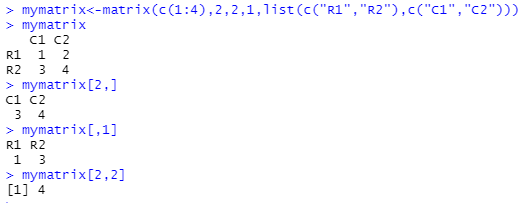 > mymatrix<-matrix(c(1:4),2,2,1,list(c("R1","R2"),c("C1","C2")))
> mymatrix
   C1 C2
R1  1  2
R2  3  4
> mymatrix[2,]
C1 C2
 3  4
> mymatrix[,1]
R1 R2
 1  3
> mymatrix[2,2]
[1] 4